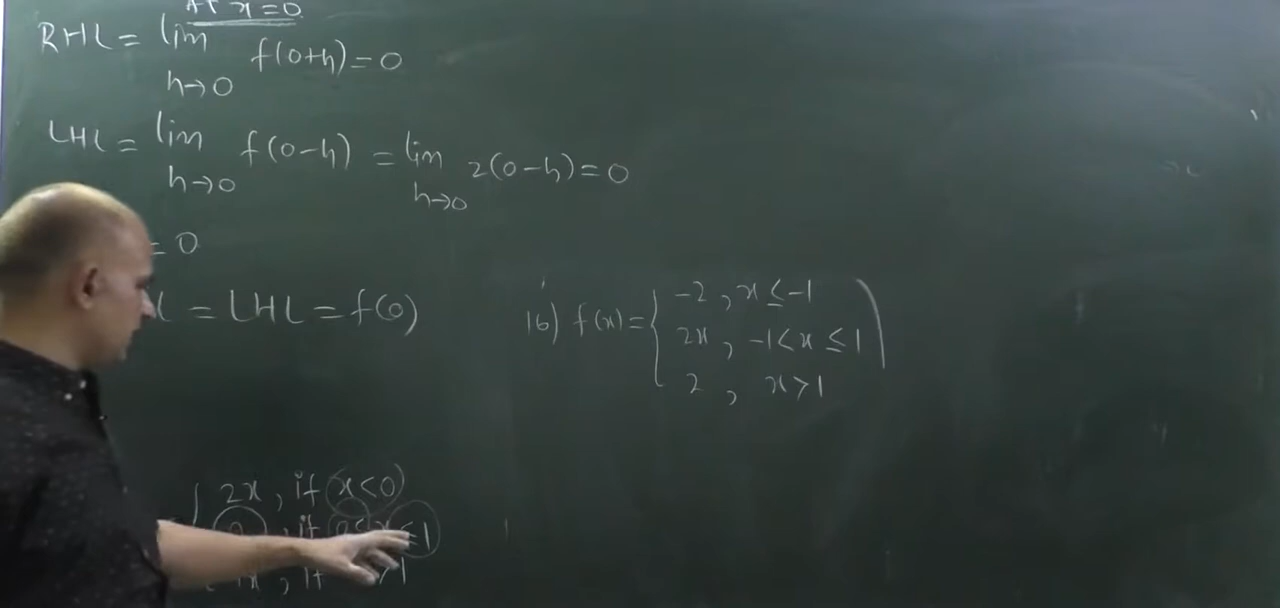 At x=0
RHL = lim f(0+h) = 0
h→0
LHL = lim f(0-h) = lim 2(0-h) = 0
h→0 h→0
= 0
= LHL = f(0)
16) f(x) = { -2 , x ≤ -1
2x , -1 < x ≤ 1
2 , x > 1
2x , if x < 0
, if
x , if > 1